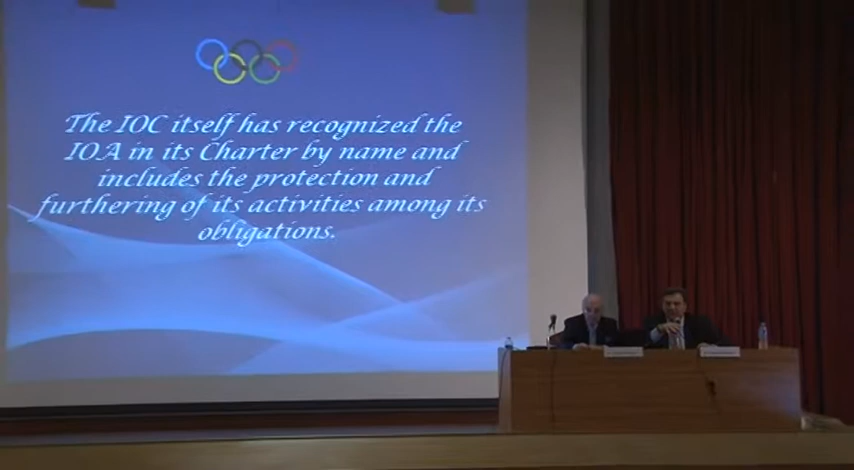 The IOC itself has recognized the
IOA in its Charter by name and
includes the protection and
furthering of its activities among its
obligations.